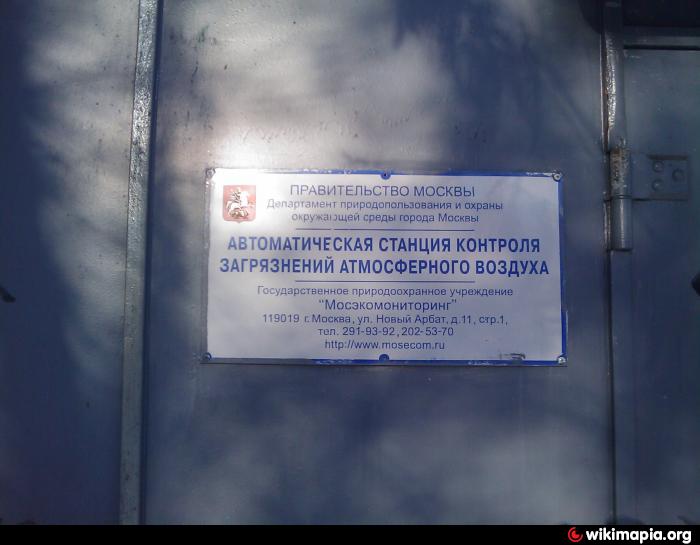 ПРАВИТЕЛЬСТВО МОСКВЫ
Департамент природопользования и охраны
окружающей среды города Москвы
АВТОМАТИЧЕСКАЯ СТАНЦИЯ КОНТРОЛЯ
ЗАГРЯЗНЕНИЙ АТМОСФЕРНОГО ВОЗДУХА
Государственное природоохранное учреждение
"Мосэкомониторинг"
119019 г.Москва, ул. Новый Арбат, д.11, стр.1,
тел. 291-93-92, 202-53-70
http://www.mosecom.ru
wikimapia.org